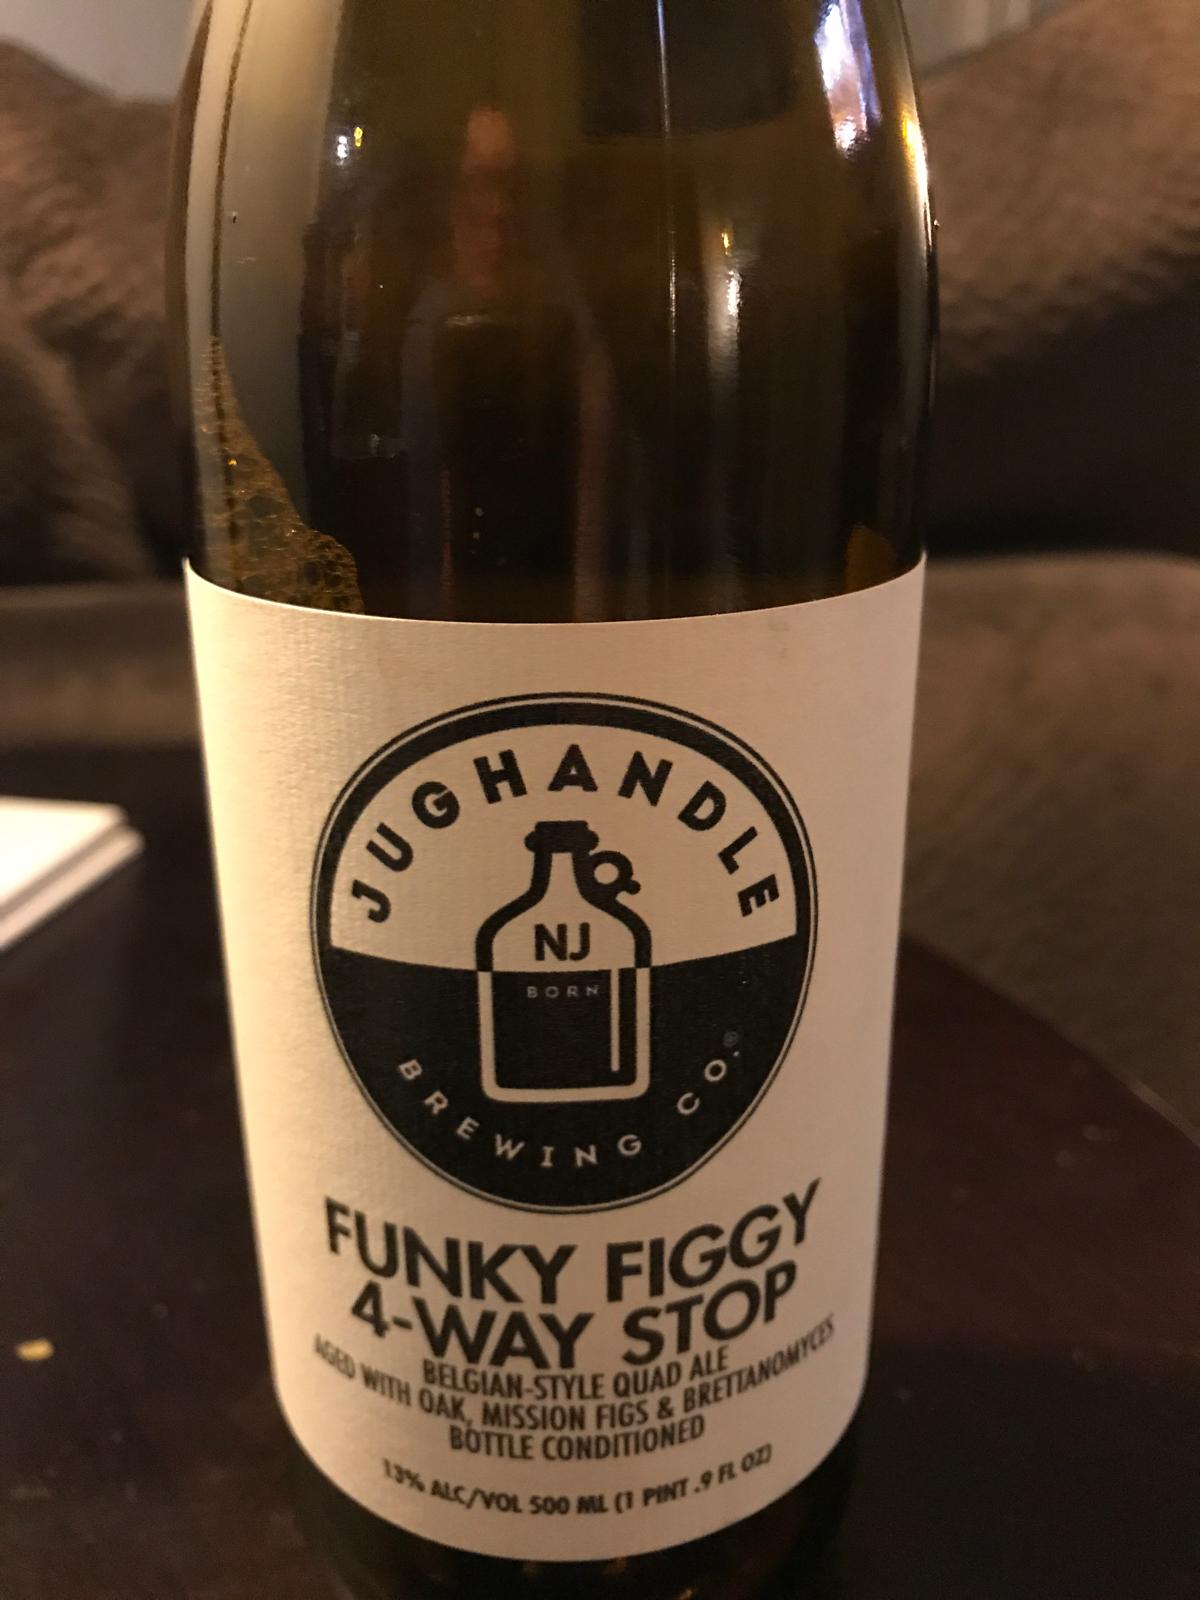 JUGHANDLE
NJ
BORN
BREWING CO.®
FUNKY FIGGY
4-WAY STOP
BELGIAN-STYLE QUAD ALE
AGED WITH OAK, MISSION FIGS & BRETTANOMYCES
BOTTLE CONDITIONED
13% ALC/VOL 500 ML (1 PINT .9 FL OZ)